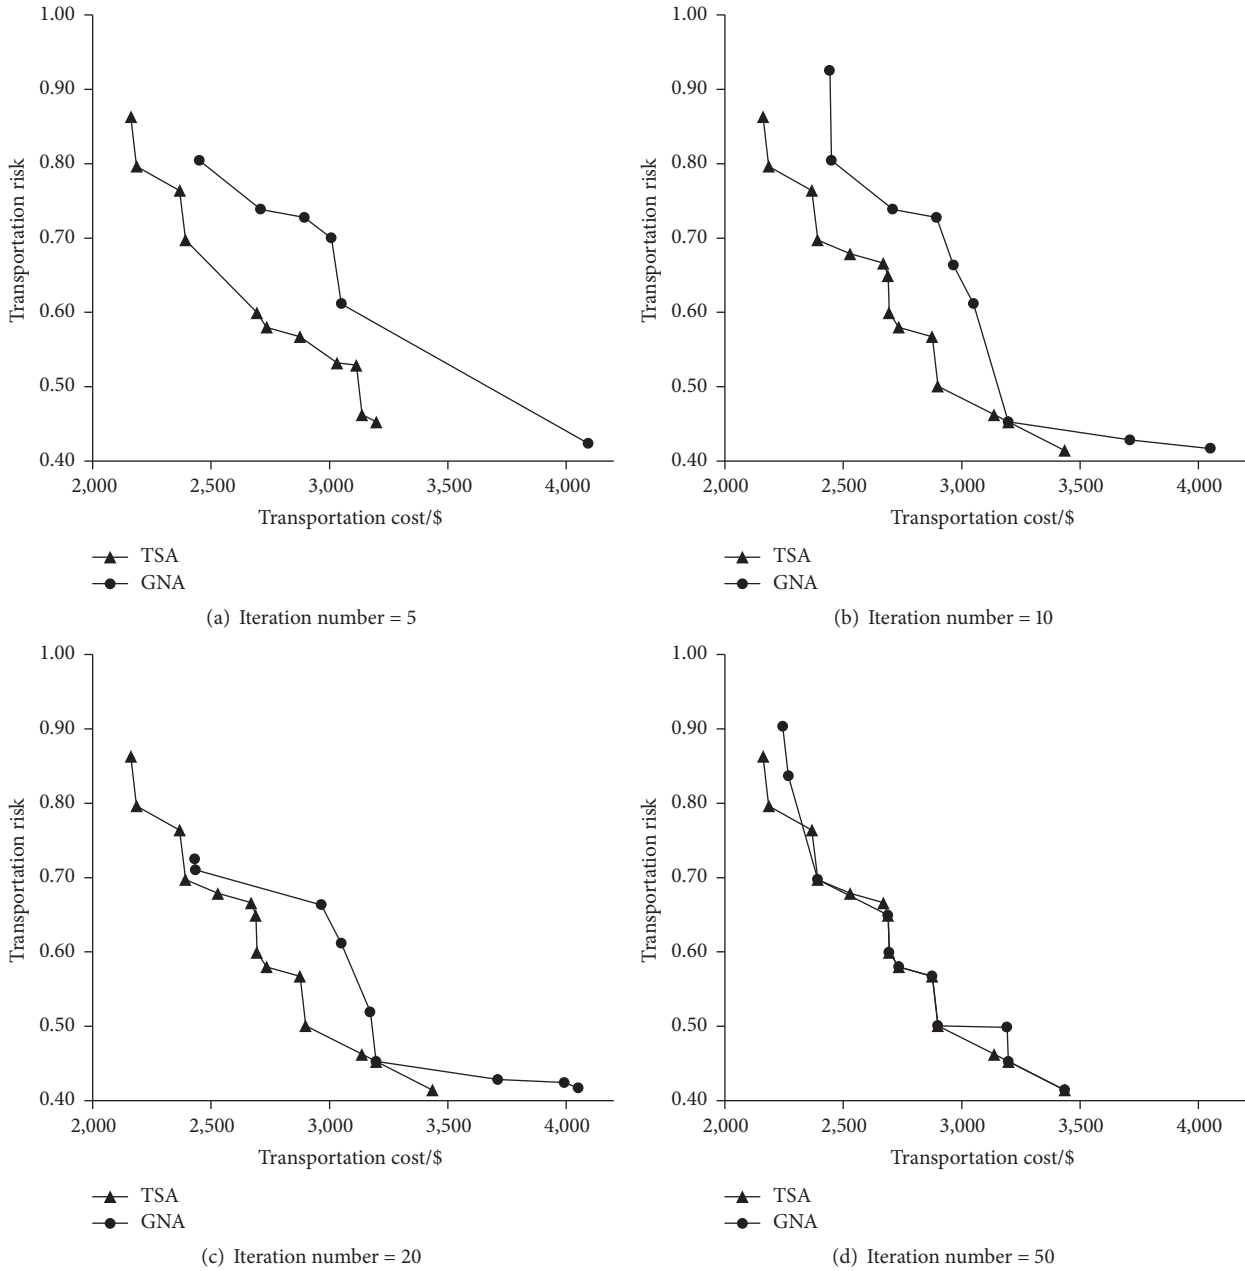 1.00
0.90
0.80
0.70
0.60
0.50
0.40
Transportation risk
2,000 2,500 3,000 3,500 4,000
Transportation cost/$
TSA
GNA
(a) Iteration number = 5
1.00
0.90
0.80
0.70
0.60
0.50
0.40
Transportation risk
2,000 2,500 3,000 3,500 4,000
Transportation cost/$
TSA
GNA
(b) Iteration number = 10
1.00
0.90
0.80
0.70
0.60
0.50
0.40
Transportation risk
2,000 2,500 3,000 3,500 4,000
Transportation cost/$
TSA
GNA
(c) Iteration number = 20
1.00
0.90
0.80
0.70
0.60
0.50
0.40
Transportation risk
2,000 2,500 3,000 3,500 4,000
Transportation cost/$
TSA
GNA
(d) Iteration number = 50